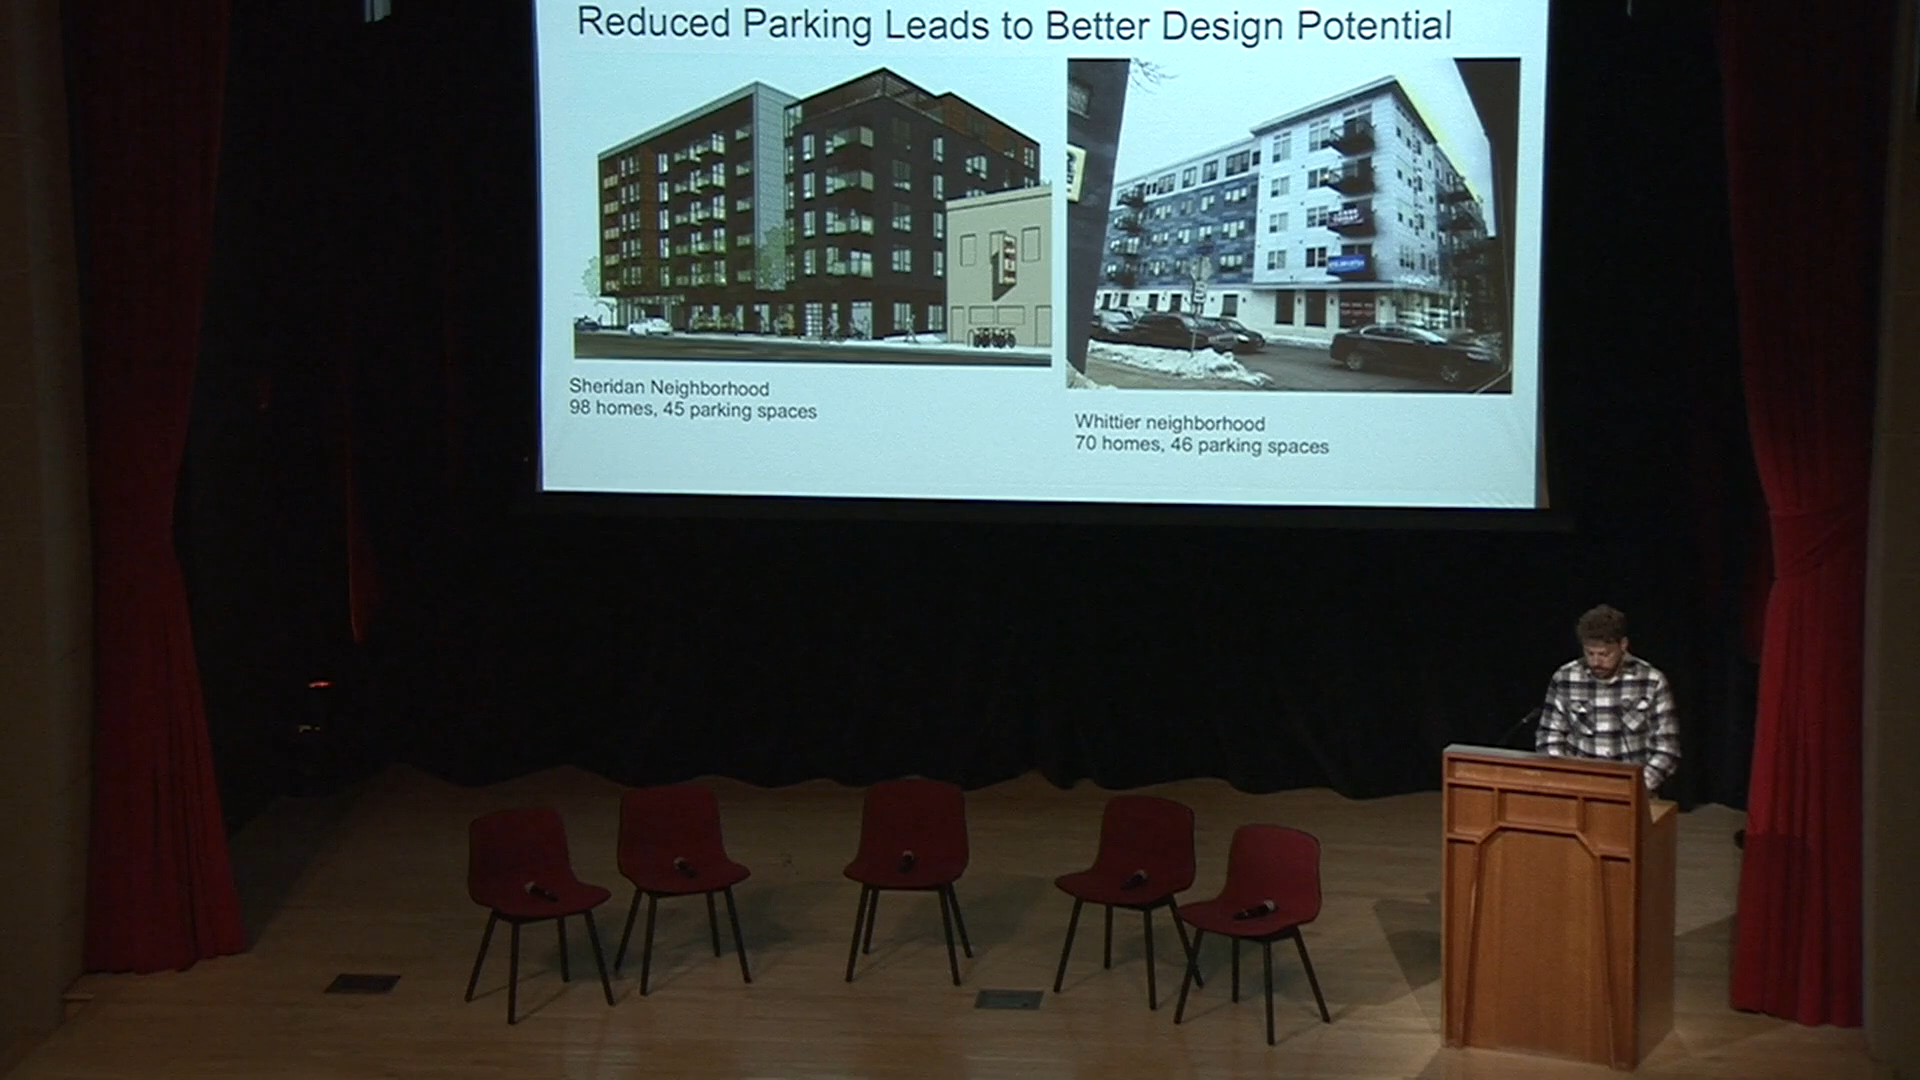 Reduced Parking Leads to Better Design Potential
Sheridan Neighborhood
98 homes, 45 parking spaces
Whittier neighborhood
70 homes, 46 parking spaces